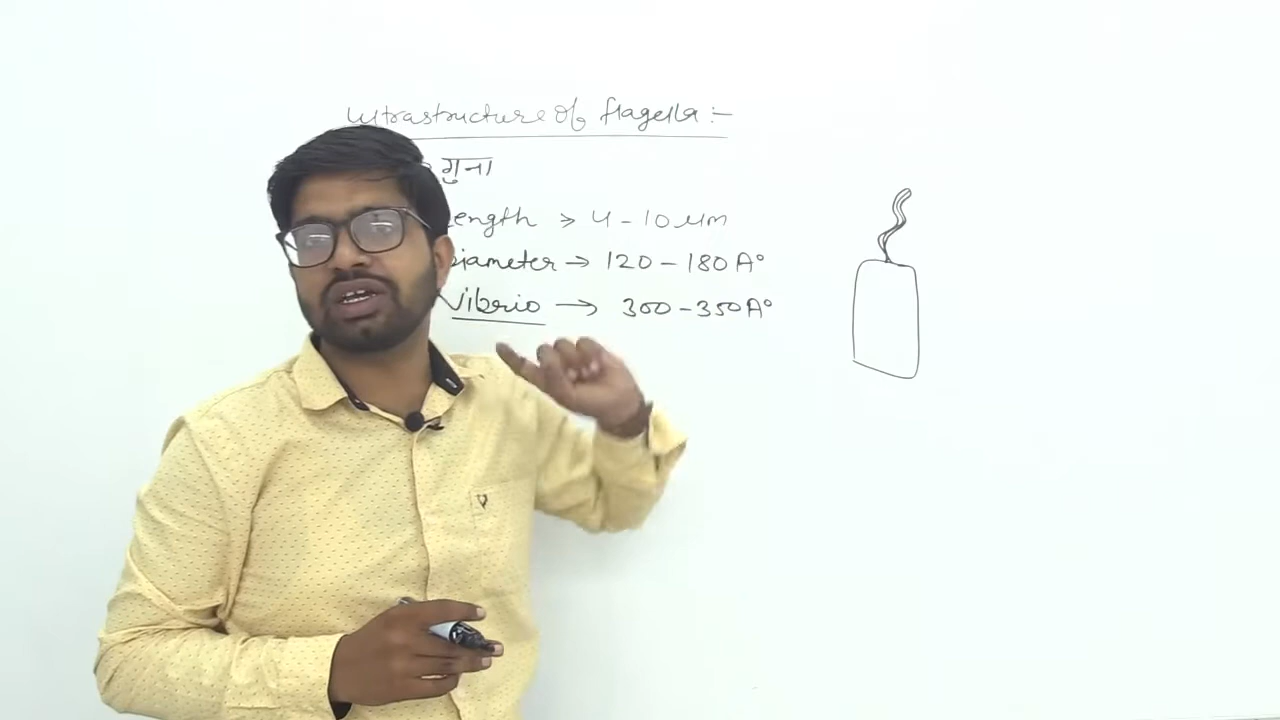 Ultrastructure of flagella :-
गुना
Length → 4 - 10 μm
Diameter → 120 - 180 A°
Vibrio → 300 - 350 A°